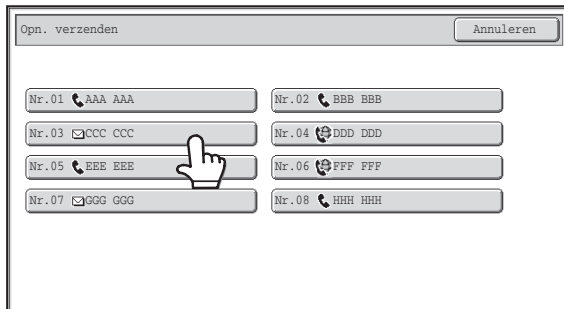 Opn. verzenden
Annuleren
Nr.01 AAA AAA
Nr.02 BBB BBB
Nr.03 CCC CCC
Nr.04 DDD DDD
Nr.05 EEE EEE
Nr.06 FFF FFF
Nr.07 GGG GGG
Nr.08 HHH HHH